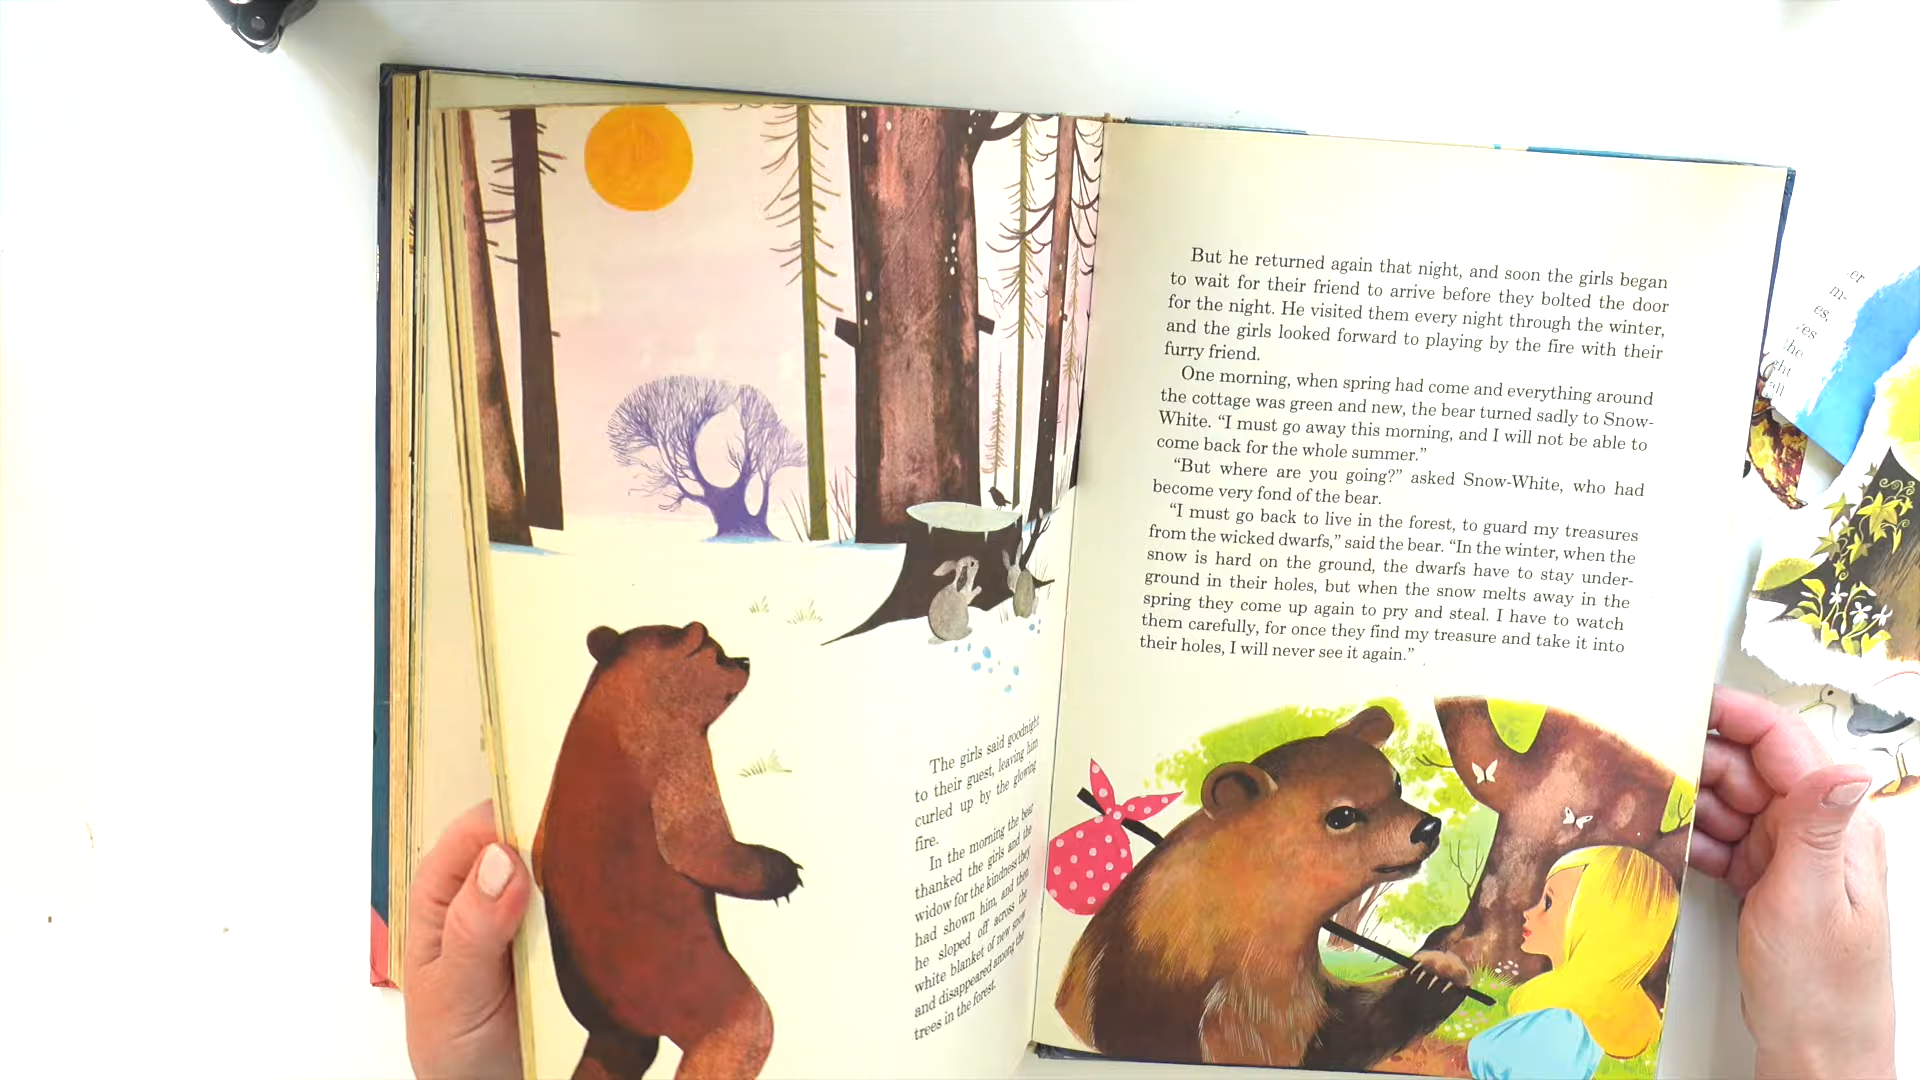 The girls said goodnight
to their guest, leaving him
curled up by the glowing
fire.
In the morning the bear
thanked the girls and the
widow for the kindness they
had shown him, and then
he sloped off across the
white blanket of new snow
and disappeared among the
trees in the forest.
But he returned again that night, and soon the girls began
to wait for their friend to arrive before they bolted the door
for the night. He visited them every night through the winter,
and the girls looked forward to playing by the fire with their
furry friend.
One morning, when spring had come and everything around
the cottage was green and new, the bear turned sadly to Snow-
White. “I must go away this morning, and I will not be able to
come back for the whole summer.”
“But where are you going?” asked Snow-White, who had
become very fond of the bear.
“I must go back to live in the forest, to guard my treasures
from the wicked dwarfs,” said the bear. “In the winter, when the
snow is hard on the ground, the dwarfs have to stay under-
ground in their holes, but when the snow melts away in the
spring they come up again to pry and steal. I have to watch
them carefully, for once they find my treasure and take it into
their holes, I will never see it again.”
er
m-
es,
the
ght
all